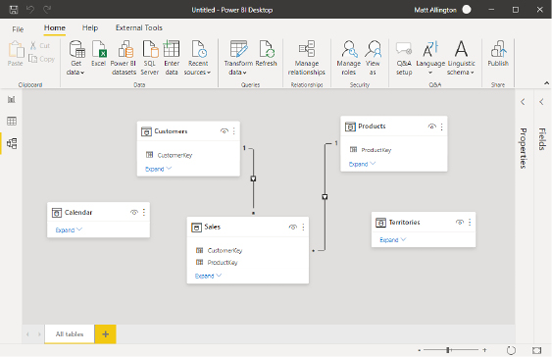 Untitled - Power BI Desktop
Matt Allington
File
Home
Help
External Tools
Paste
Cut
Copy
Get data
Excel
Power BI datasets
SQL Server
Enter data
Recent sources
Transform data
Refresh
Manage relationships
Manage roles
View as
Q&A setup
Language
Linguistic schema
Publish
Clipboard
Data
Queries
Relationships
Security
Q&A
Share
Customers
CustomerKey
Expand
1
Products
ProductKey
Expand
1
Calendar
Expand
Sales
CustomerKey
ProductKey
Expand
*
*
Territories
Expand
Properties
Fields
All tables
+
- +